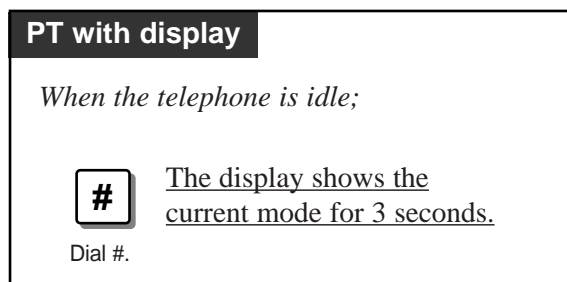 PT with display
When the telephone is idle;
#
The display shows the
current mode for 3 seconds.
Dial #.